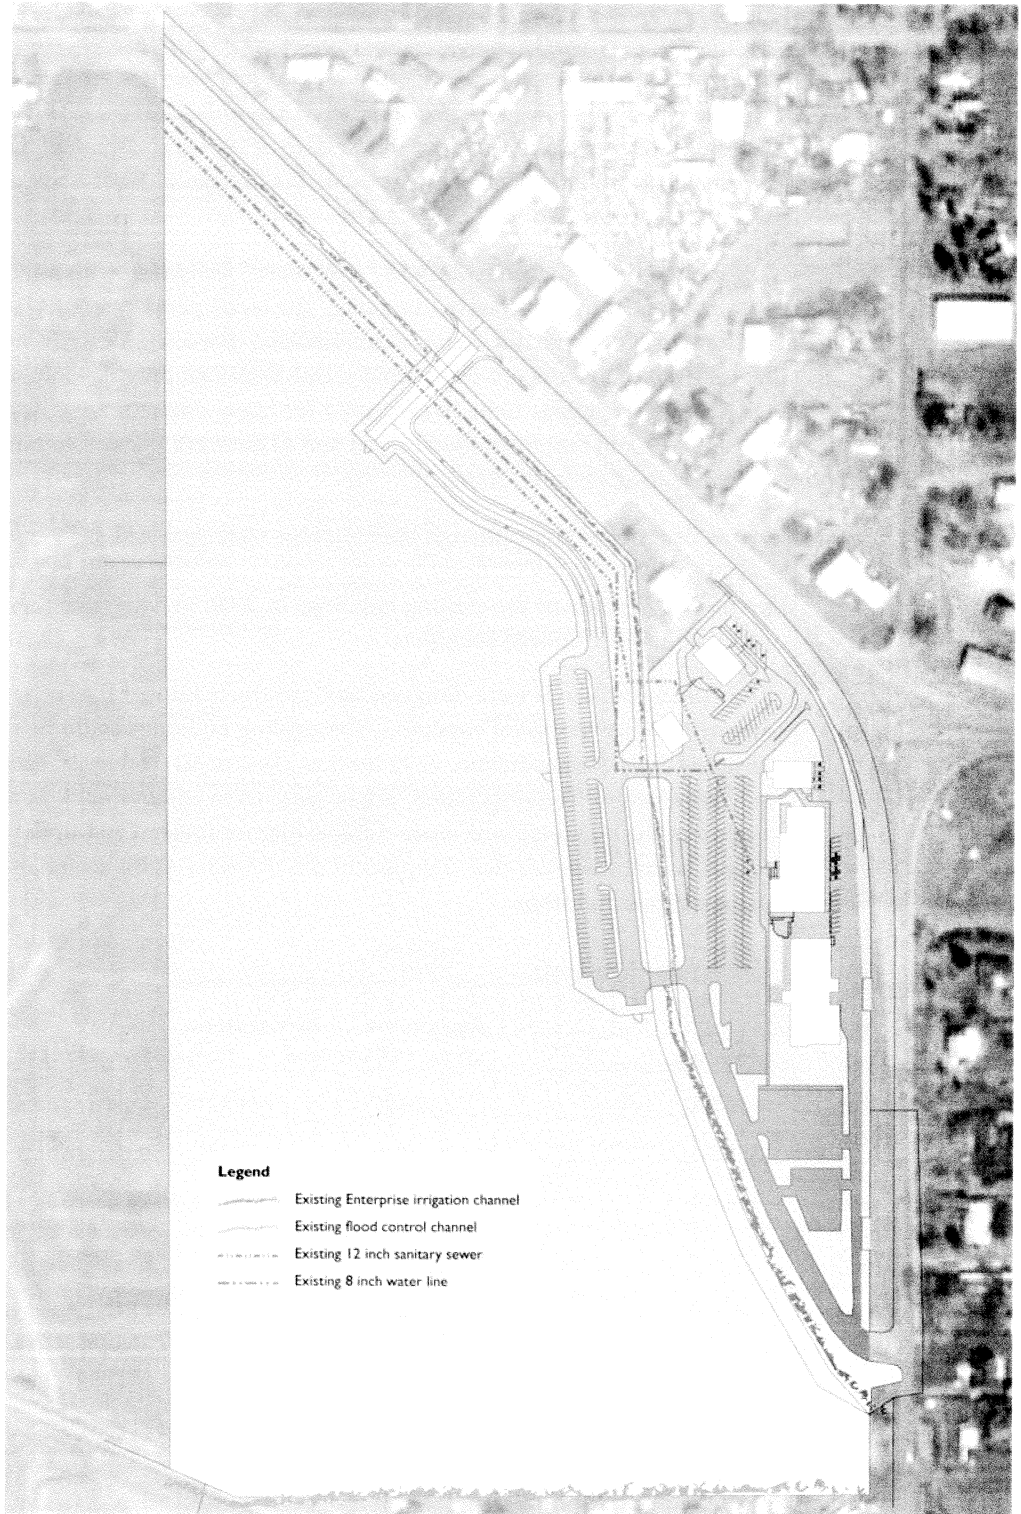 Legend
Existing Enterprise irrigation channel
Existing flood control channel
Existing 12 inch sanitary sewer
Existing 8 inch water line